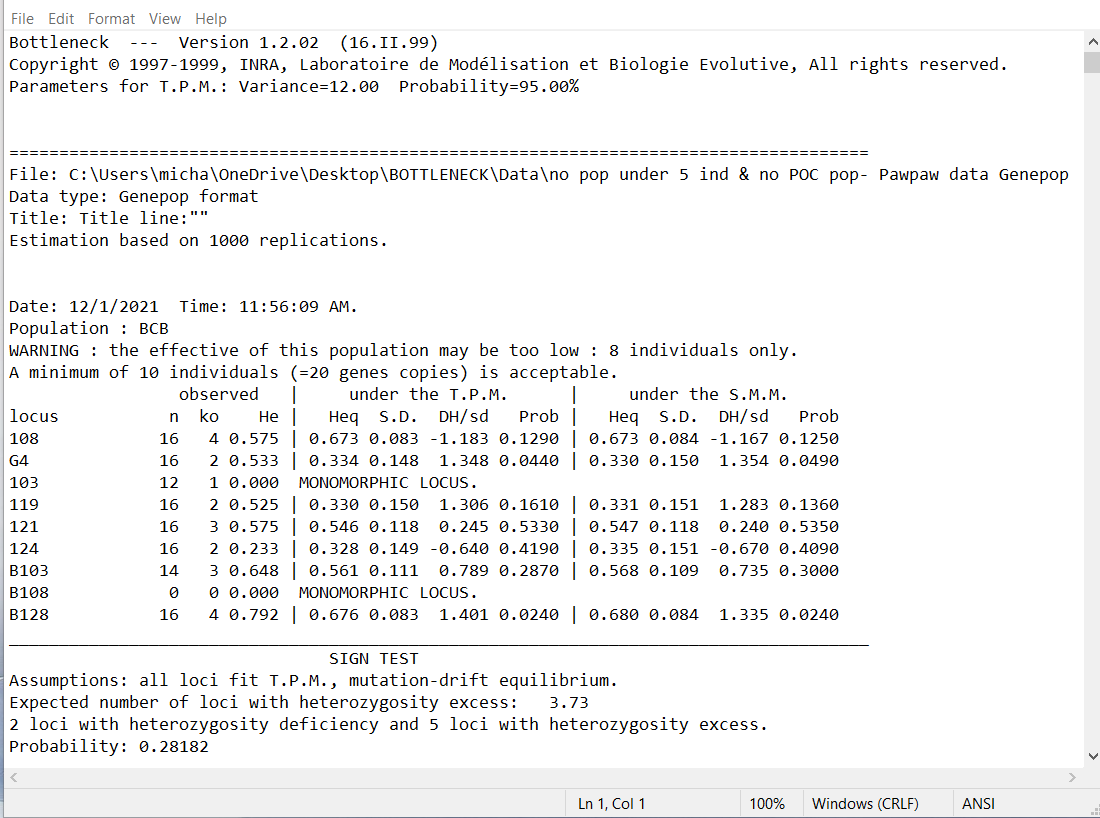 File Edit Format View Help
Bottleneck --- Version 1.2.02 (16.II.99)
Copyright © 1997-1999, INRA, Laboratoire de Modélisation et Biologie Evolutive, All rights reserved.
Parameters for T.P.M.: Variance=12.00 Probability=95.00%
======================================================================================
File: C:\Users\micha\OneDrive\Desktop\BOTTLENECK\Data\no pop under 5 ind & no POC pop- Pawpaw data Genepop
Data type: Genepop format
Title: Title line:""
Estimation based on 1000 replications.
Date: 12/1/2021 Time: 11:56:09 AM.
Population : BCB
WARNING : the effective of this population may be too low : 8 individuals only.
A minimum of 10 individuals (=20 genes copies) is acceptable.
observed | under the T.P.M. | under the S.M.M.
locus n ko He | Heq S.D. DH/sd Prob | Heq S.D. DH/sd Prob
108 16 4 0.575 | 0.673 0.083 -1.183 0.1290 | 0.673 0.084 -1.167 0.1250
G4 16 2 0.533 | 0.334 0.148 1.348 0.0440 | 0.330 0.150 1.354 0.0490
103 12 1 0.000 MONOMORPHIC LOCUS.
119 16 2 0.525 | 0.330 0.150 1.306 0.1610 | 0.331 0.151 1.283 0.1360
121 16 3 0.575 | 0.546 0.118 0.245 0.5330 | 0.547 0.118 0.240 0.5350
124 16 2 0.233 | 0.328 0.149 -0.640 0.4190 | 0.335 0.151 -0.670 0.4090
B103 14 3 0.648 | 0.561 0.111 0.789 0.2870 | 0.568 0.109 0.735 0.3000
B108 0 0 0.000 MONOMORPHIC LOCUS.
B128 16 4 0.792 | 0.676 0.083 1.401 0.0240 | 0.680 0.084 1.335 0.0240
______________________________________________________________________________________
SIGN TEST
Assumptions: all loci fit T.P.M., mutation-drift equilibrium.
Expected number of loci with heterozygosity excess: 3.73
2 loci with heterozygosity deficiency and 5 loci with heterozygosity excess.
Probability: 0.28182
Ln 1, Col 1 100% Windows (CRLF) ANSI